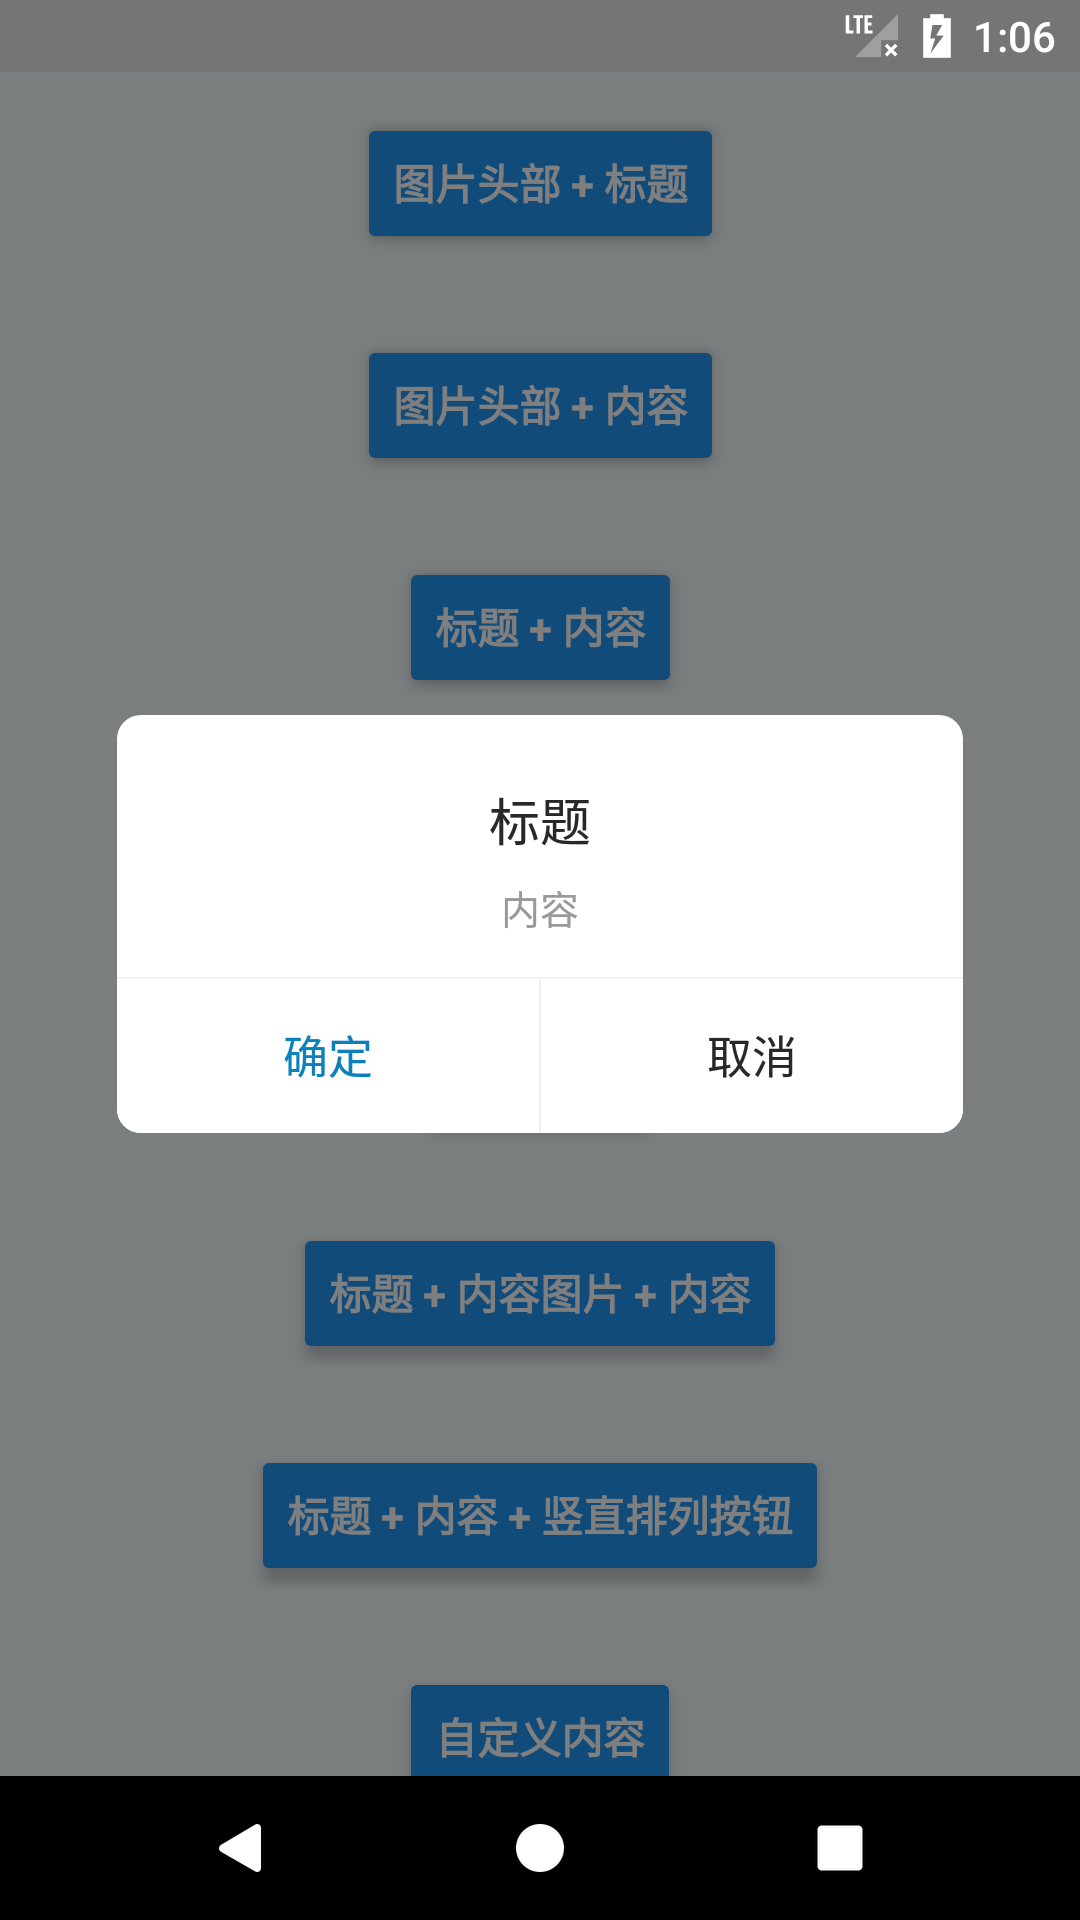 LTE 1:06
图片头部 + 标题
图片头部 + 内容
标题 + 内容
标题
内容
确定 取消
标题 + 内容图片 + 内容
标题 + 内容 + 竖直排列按钮
自定义内容